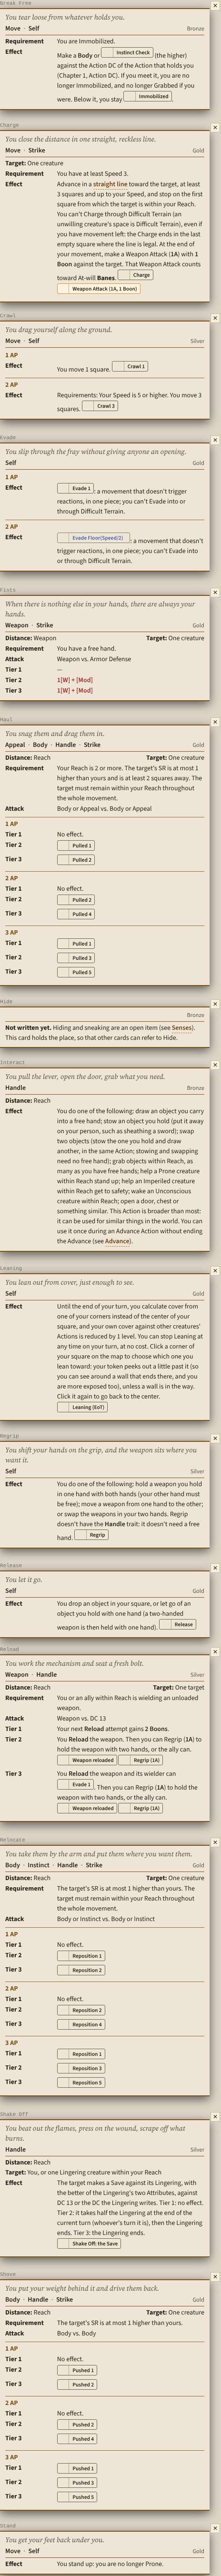 Break Free
You tear loose from whatever holds you.
Move · Self Gold
Requirement You are Immobilized.
Effect Make a Body or Instinct Check (the higher)
against the Action DC of the Action that holds you
(Chapter 1, Action DC). If you meet it, you are no
longer Immobilized, and no longer Grabbed if you
were. Below it, you stay Immobilized.
Charge
You close the distance in one straight, reckless line.
Move · Strike Gold
Target: One creature
Requirement You have at least Speed 3.
Effect Advance in a straight line toward the target, at least
3 squares and up to your Speed, and stop on the first
square from which the target is within your Reach.
You can't Charge through Difficult Terrain (an
unwilling creature's space is Difficult Terrain), even if
you have movement left: the Charge ends in the last
empty square where the line is legal. At the end of
your movement, make a Weapon Attack (1A) with 1
Boon against the target. That Weapon Attack counts
toward At-will Banes. Charge
Weapon Attack (1A, 1 Boon)
Crawl
You drag yourself along the ground.
Move · Self Silver
1 AP
Effect You move 1 square. Crawl 1
2 AP
Effect Requirements: Your Speed is 5 or higher. You move 3
squares. Crawl 3
Evade
You slip through the fray without giving anyone an opening.
Self Gold
1 AP
Effect Evade 1 : a movement that doesn't trigger
reactions, in one piece; you can't Evade into or
through Difficult Terrain.
2 AP
Effect Evade Floor(Speed/2) : a movement that doesn't
trigger reactions, in one piece; you can't Evade into
or through Difficult Terrain.
Fists
When there is nothing else in your hands, there are always your
hands.
Weapon · Strike Gold
Distance: Weapon Target: One creature
Requirement You have a free hand.
Attack Weapon vs. Armor Defense
Tier 1 —
Tier 2 1[W] + [Mod]
Tier 3 1[W] + [Mod]
Haul
You snag them and drag them in.
Appeal · Body · Handle · Strike Gold
Distance: Reach Target: One creature
Requirement Your Reach is 2 or more. The target's SR is at most 1
higher than yours and is at least 2 squares away. The
target must remain within your Reach throughout
the whole movement.
Attack Body or Appeal vs. Body or Appeal
1 AP
Tier 1 No effect.
Tier 2 Pulled 1
Tier 3 Pulled 2
2 AP
Tier 1 No effect.
Tier 2 Pulled 2
Tier 3 Pulled 4
3 AP
Tier 1 Pulled 1
Tier 2 Pulled 3
Tier 3 Pulled 5
Hide
Bronze
Not written yet. Hiding and sneaking are an open item (see Senses).
This card holds the place, so that other cards can refer to Hide.
Interact
You pull the lever, open the door, grab what you need.
Handle Bronze
Distance: Reach
Effect You do one of the following: draw an object you carry
into a free hand; stow an object you hold (put it away
on your person, such as sheathing a sword); swap
two objects (stow the one you hold and draw
another, in the same Action; stowing and swapping
need no free hand); grab objects within Reach, as
many as you have free hands; help a Prone creature
within Reach stand up; help an Imperiled creature
within Reach get to safety; wake an Unconscious
creature within Reach; open a door, chest or
something similar. This Action is broader than most:
it can be used for similar things in your turn. You can
use it once during an Advance Action without ending
the Advance (see Advance).
Leaning
You lean out from cover, just enough to see.
Self Gold
Effect Until the end of your turn, you calculate cover from
one of your corners instead of the center of your
square, and your own cover against other creatures'
Actions is reduced by 1 level. You can stop Leaning at
any time on your turn, at no cost. Click a corner of
your square on the map to choose which one you
lean toward: your token peeks out a little past it (so
you can see around a wall that ends there, and you
are more exposed too), unless a wall is in the way.
Click it again to go back to the center.
Leaning (EoT)
Regrip
You shift your hands on the grip, and the weapon sits where you
want it.
Self Silver
Effect You do one of the following: hold a weapon you hold
in one hand with both hands (your other hand must
be free); move a weapon from one hand to the other;
or swap the weapons in your two hands. Regrip
doesn't have the Handle trait: it doesn't need a free
hand. Regrip
Release
You let it go.
Self Gold
Effect You drop an object in your square, or let go of an
object you hold with one hand (a two-handed
weapon is then held with one hand). Release
Reload
You work the mechanism and seat a fresh bolt.
Weapon · Handle Gold
Distance: Reach Target: One target
Requirement You or an ally within Reach is wielding an unloaded
weapon.
Attack Weapon vs. DC 13
Tier 1 Your next Reload attempt gains 2 Boons.
Tier 2 You Reload the weapon. Then you can Regrip (1A) to
hold the weapon with two hands, or the ally can.
Weapon reloaded Regrip (1A)
Tier 3 You Reload the weapon and its wielder can
Evade 1 . Then you can Regrip (1A) to hold the
weapon with two hands, or the ally can.
Weapon reloaded Regrip (1A)
Relocate
You take them by the arm and put them where you want them.
Body · Instinct · Handle · Strike Gold
Distance: Reach Target: One creature
Requirement The target's SR is at most 1 higher than yours. The
target must remain within your Reach throughout
the whole movement.
Attack Body or Instinct vs. Body or Instinct
1 AP
Tier 1 No effect.
Tier 2 Reposition 1
Tier 3 Reposition 2
2 AP
Tier 1 No effect.
Tier 2 Reposition 2
Tier 3 Reposition 4
3 AP
Tier 1 Reposition 1
Tier 2 Reposition 3
Tier 3 Reposition 5
Shake Off
You beat out the flames, press on the wound, scrape off what
burns.
Handle Silver
Distance: Reach
Target: You, or one Lingering creature within your Reach
Effect The target makes a Save against its Lingering, with
the better of the Lingering's two Attributes, against
DC 13 or the DC the Lingering writes. Tier 1: no effect.
Tier 2: it takes half the Lingering at the end of the
current turn (whoever's turn it is), then the Lingering
ends. Tier 3: the Lingering ends.
Shake Off: the Save
Shove
You put your weight behind it and drive them back.
Body · Handle · Strike Gold
Distance: Reach Target: One creature
Requirement The target's SR is at most 1 higher than yours.
Attack Body vs. Body
1 AP
Tier 1 No effect.
Tier 2 Pushed 1
Tier 3 Pushed 2
2 AP
Tier 1 No effect.
Tier 2 Pushed 2
Tier 3 Pushed 4
3 AP
Tier 1 Pushed 1
Tier 2 Pushed 3
Tier 3 Pushed 5
Stand
You get your feet back under you.
Move · Self Gold
Effect You stand up: you are no longer Prone.